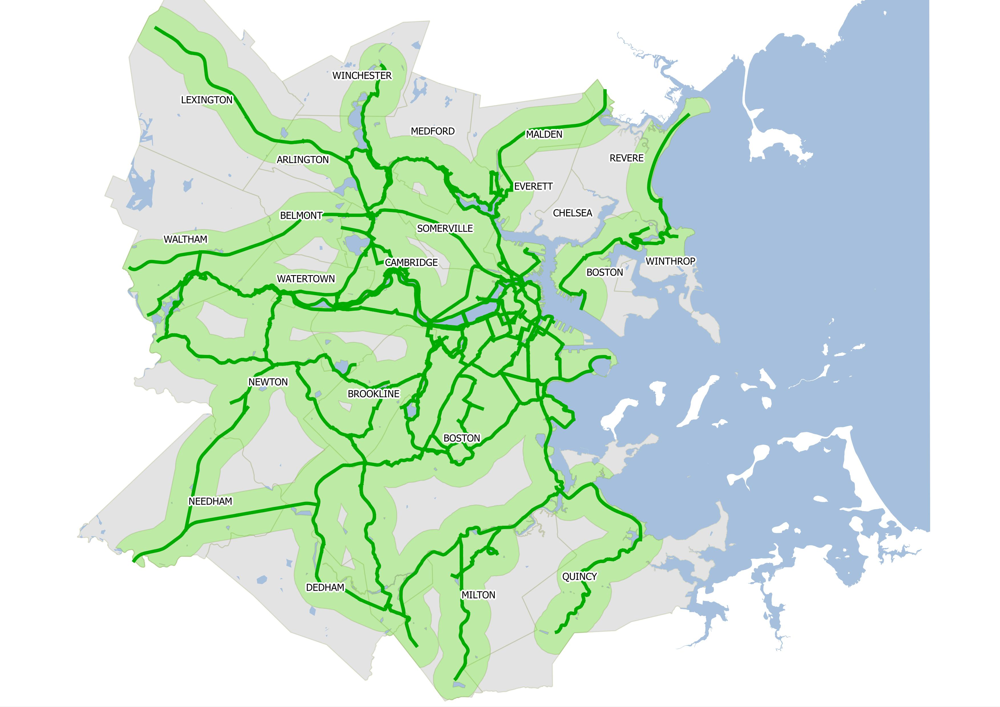 WINCHESTER
LEXINGTON
MEDFORD
MALDEN
ARLINGTON
REVERE
EVERETT
BELMONT
CHELSEA
SOMERVILLE
WALTHAM
CAMBRIDGE
WINTHROP
BOSTON
WATERTOWN
NEWTON
BROOKLINE
BOSTON
NEEDHAM
QUINCY
DEDHAM
MILTON